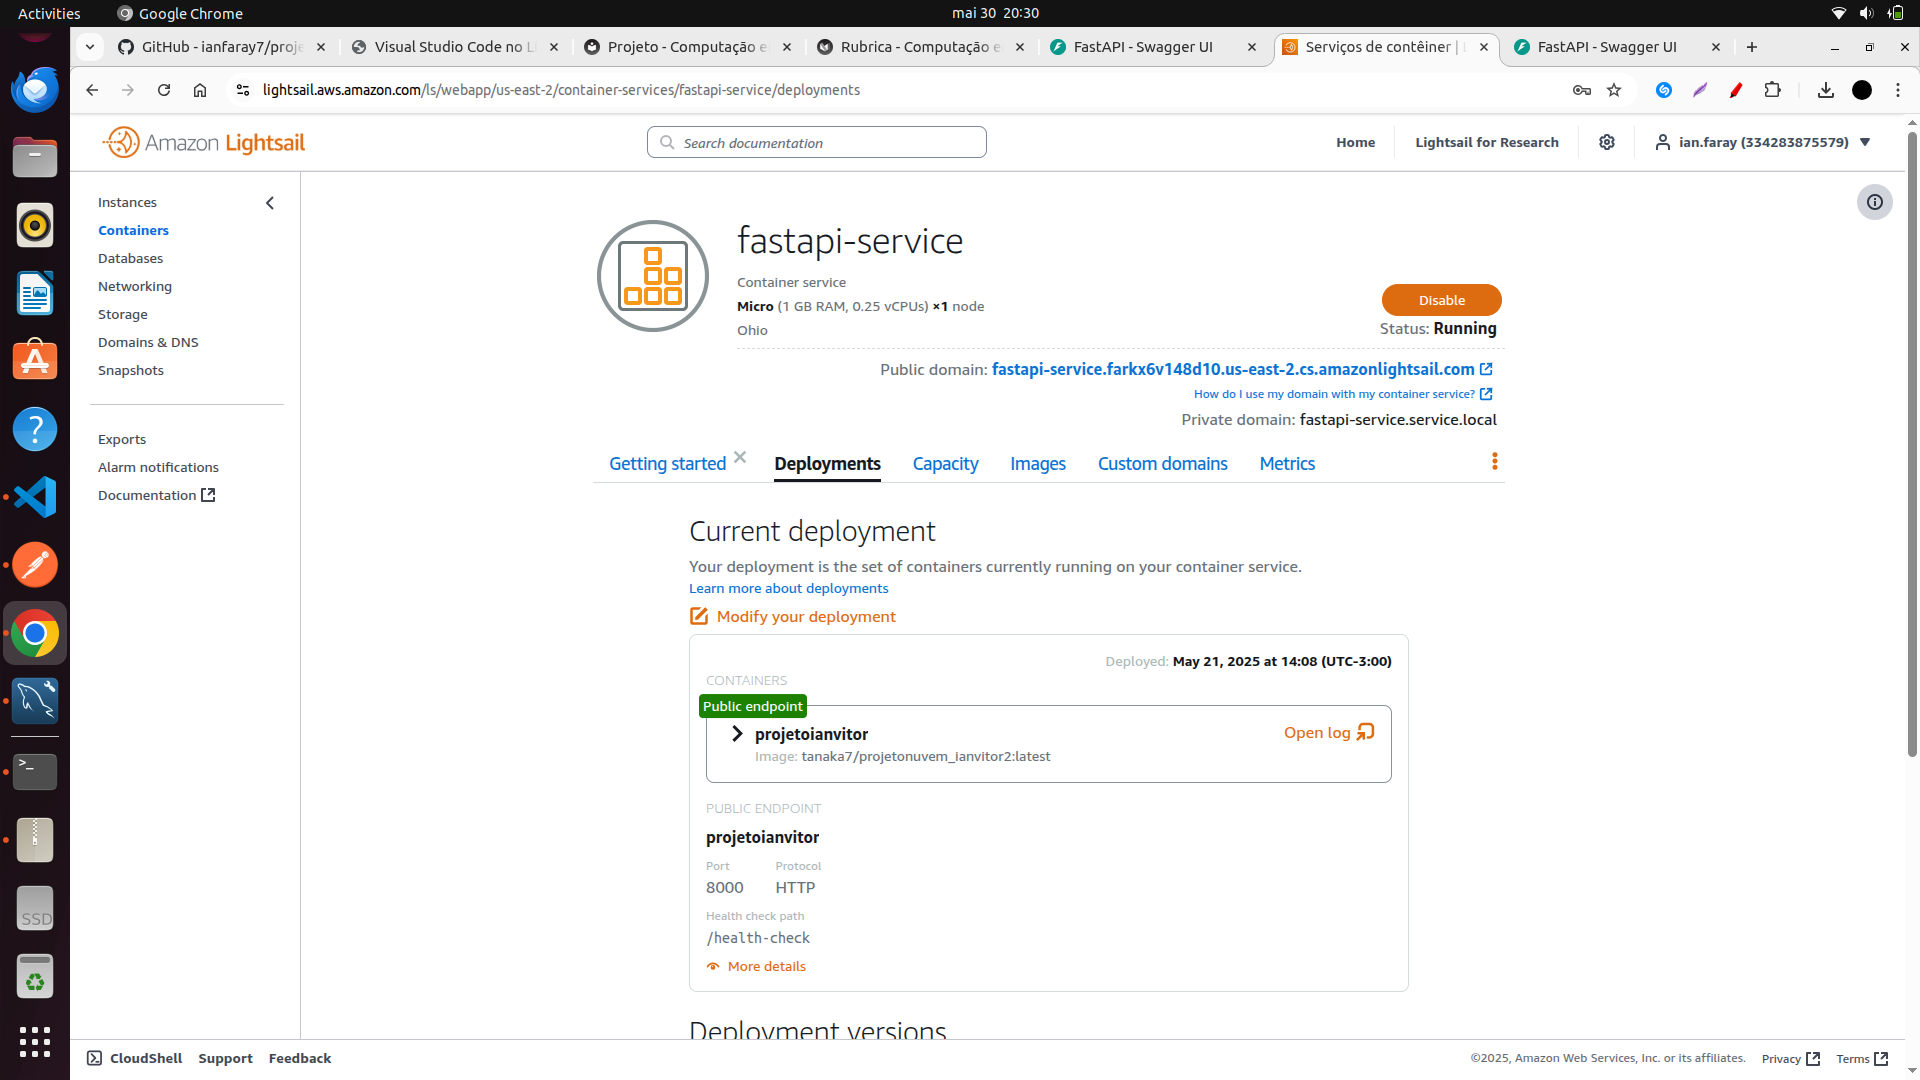 Activities
Google Chrome
mai 30 20:30
GitHub - ianfaray7/proje
Visual Studio Code no L
Projeto - Computação e
Rubrica - Computação e
FastAPI - Swagger UI
Serviços de contêiner |
FastAPI - Swagger UI
lightsail.aws.amazon.com/ls/webapp/us-east-2/container-services/fastapi-service/deployments
Amazon Lightsail
Search documentation
Home
Lightsail for Research
ian.faray (334283875579)
Instances
Containers
Databases
Networking
Storage
Domains & DNS
Snapshots
Exports
Alarm notifications
Documentation
fastapi-service
Container service
Micro (1 GB RAM, 0.25 vCPUs) ×1 node
Ohio
Disable
Status: Running
Public domain: fastapi-service.farkx6v148d10.us-east-2.cs.amazonlightsail.com
How do I use my domain with my container service?
Private domain: fastapi-service.service.local
Getting started
Deployments
Capacity
Images
Custom domains
Metrics
Current deployment
Your deployment is the set of containers currently running on your container service.
Learn more about deployments
Modify your deployment
Deployed: May 21, 2025 at 14:08 (UTC-3:00)
CONTAINERS
Public endpoint
projetoianvitor
Open log
Image: tanaka7/projetonuvem_ianvitor2:latest
PUBLIC ENDPOINT
projetoianvitor
Port Protocol
8000 HTTP
Health check path
/health-check
More details
Deployment versions
SSD
CloudShell
Support
Feedback
©2025, Amazon Web Services, Inc. or its affiliates.
Privacy
Terms